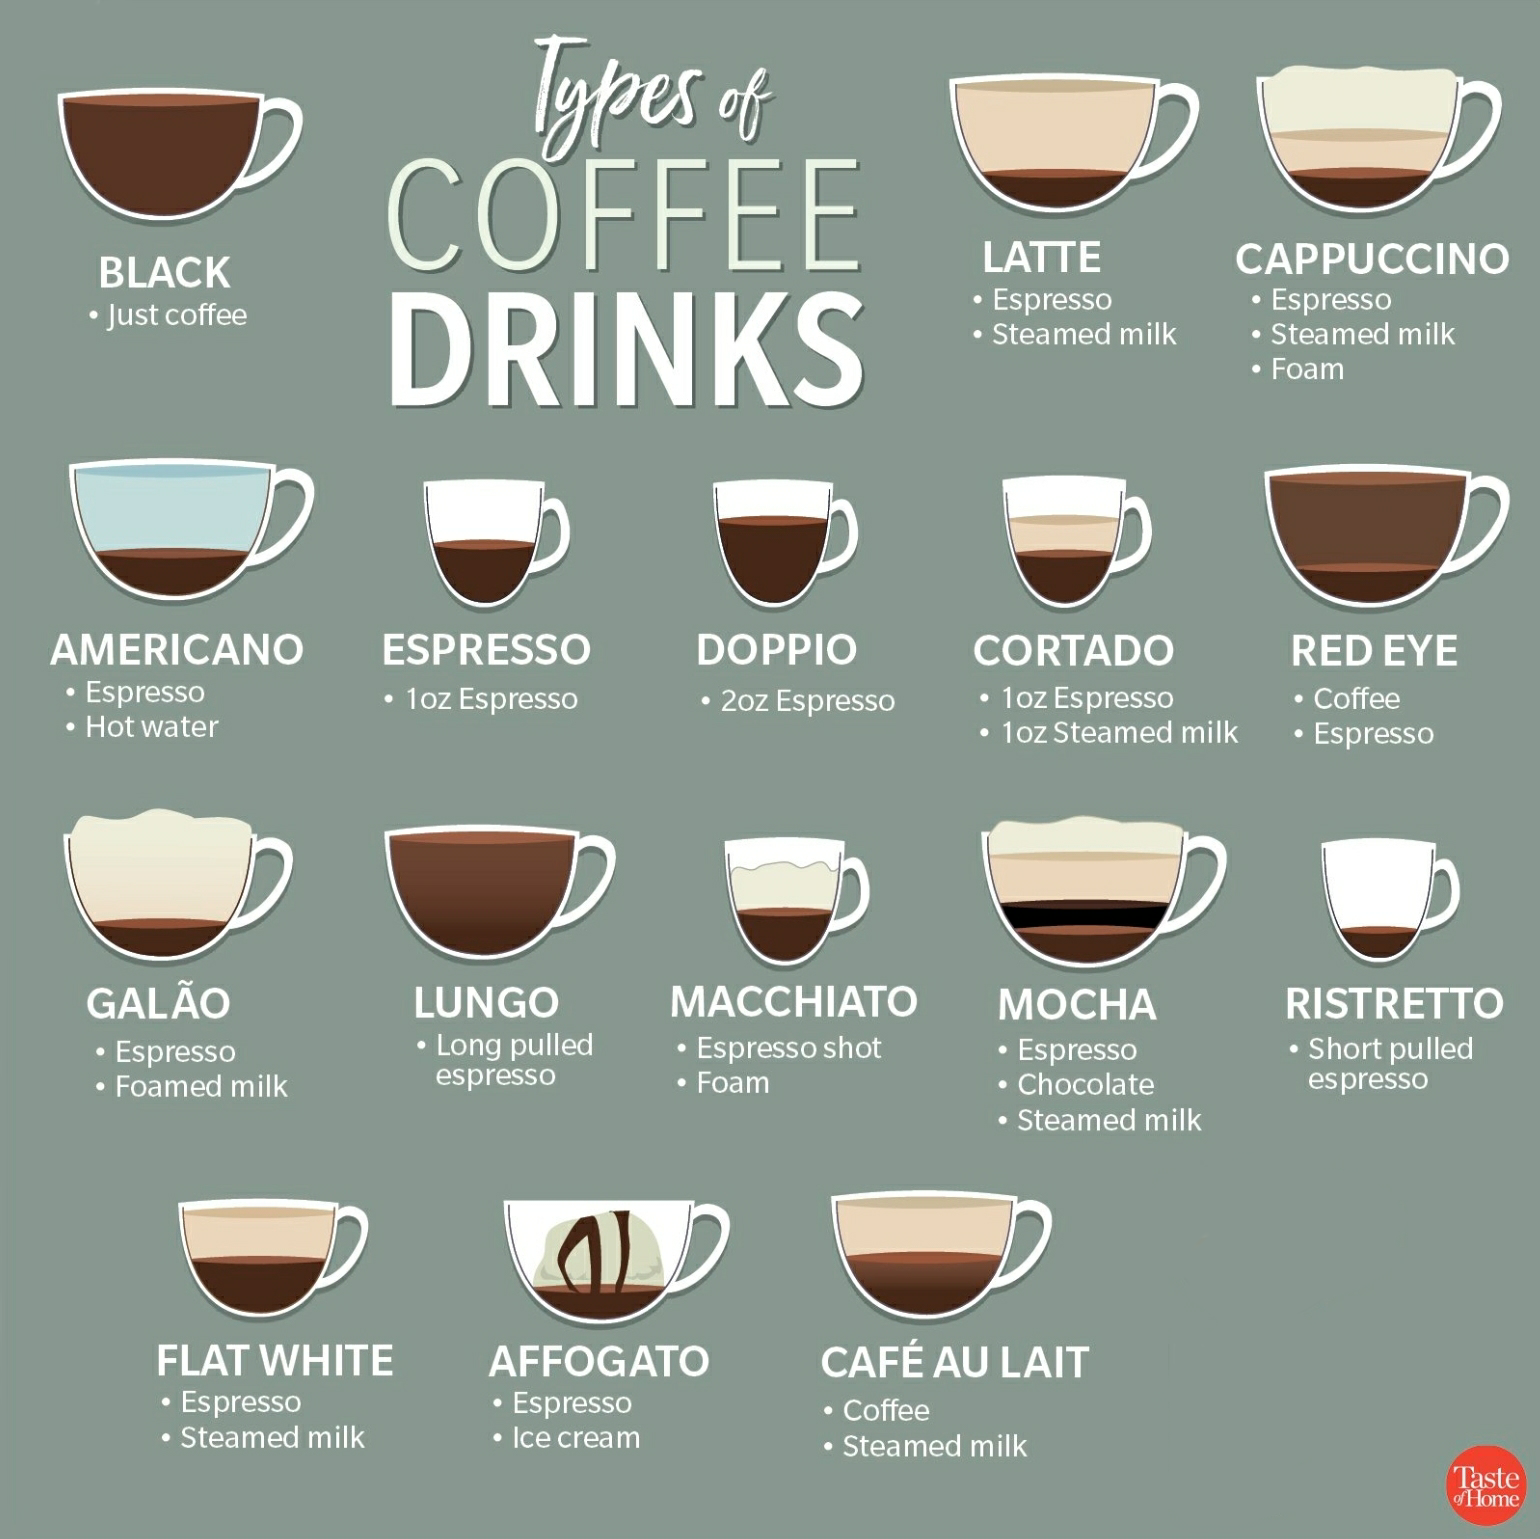 Types of
COFFEE
DRINKS
BLACK
• Just coffee
LATTE
• Espresso
• Steamed milk
CAPPUCCINO
• Espresso
• Steamed milk
• Foam
AMERICANO
• Espresso
• Hot water
ESPRESSO
• 1oz Espresso
DOPPIO
• 2oz Espresso
CORTADO
• 1oz Espresso
• 1oz Steamed milk
RED EYE
• Coffee
• Espresso
GALÃO
• Espresso
• Foamed milk
LUNGO
• Long pulled
espresso
MACCHIATO
• Espresso shot
• Foam
MOCHA
• Espresso
• Chocolate
• Steamed milk
RISTRETTO
• Short pulled
espresso
FLAT WHITE
• Espresso
• Steamed milk
AFFOGATO
• Espresso
• Ice cream
CAFÉ AU LAIT
• Coffee
• Steamed milk
Taste
of Home